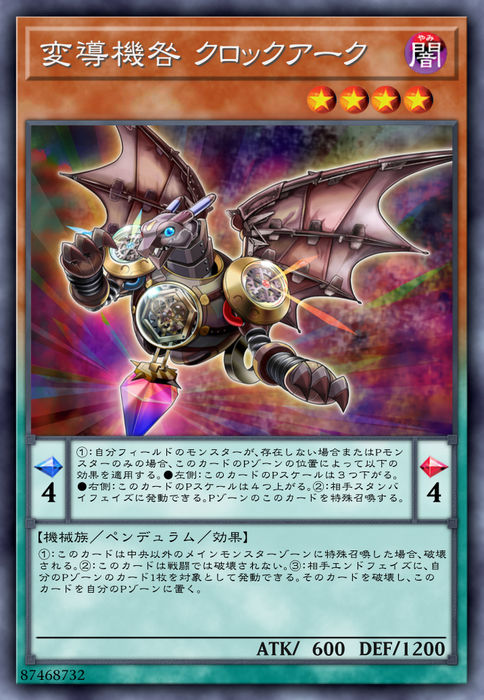 変導機咎 クロックアーク
やみ
闇
①：自分フィールドのモンスターが、存在しない場合またはPモン
スターのみの場合、このカードのPゾーンの位置によって以下の
効果を適用する。●左側：このカードのPスケールは３つ下がる。
●右側：このカードのPスケールは４つ上がる。②：相手スタン
バイフェイズに発動できる。Pゾーンのこのカードを特殊召喚する。
4
4
【機械族／ペンデュラム／効果】
①：このカードは中央以外のメインモンスターゾーンに特殊召喚した場合、破壊
される。②：このカードは戦闘では破壊されない。③：相手エンドフェイズに、自
分のPゾーンのカード1枚を対象として発動できる。そのカードを破壊し、この
カードを自分のPゾーンに置く。
ATK/ 600 DEF/1200
87468732